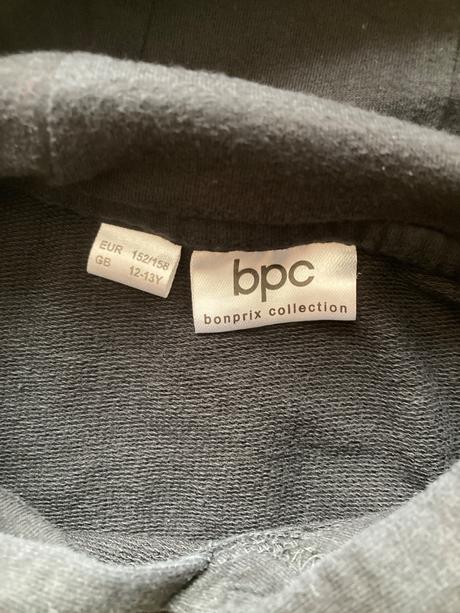 EUR 152/158
GB 12-13Y
bpc
bonprix collection